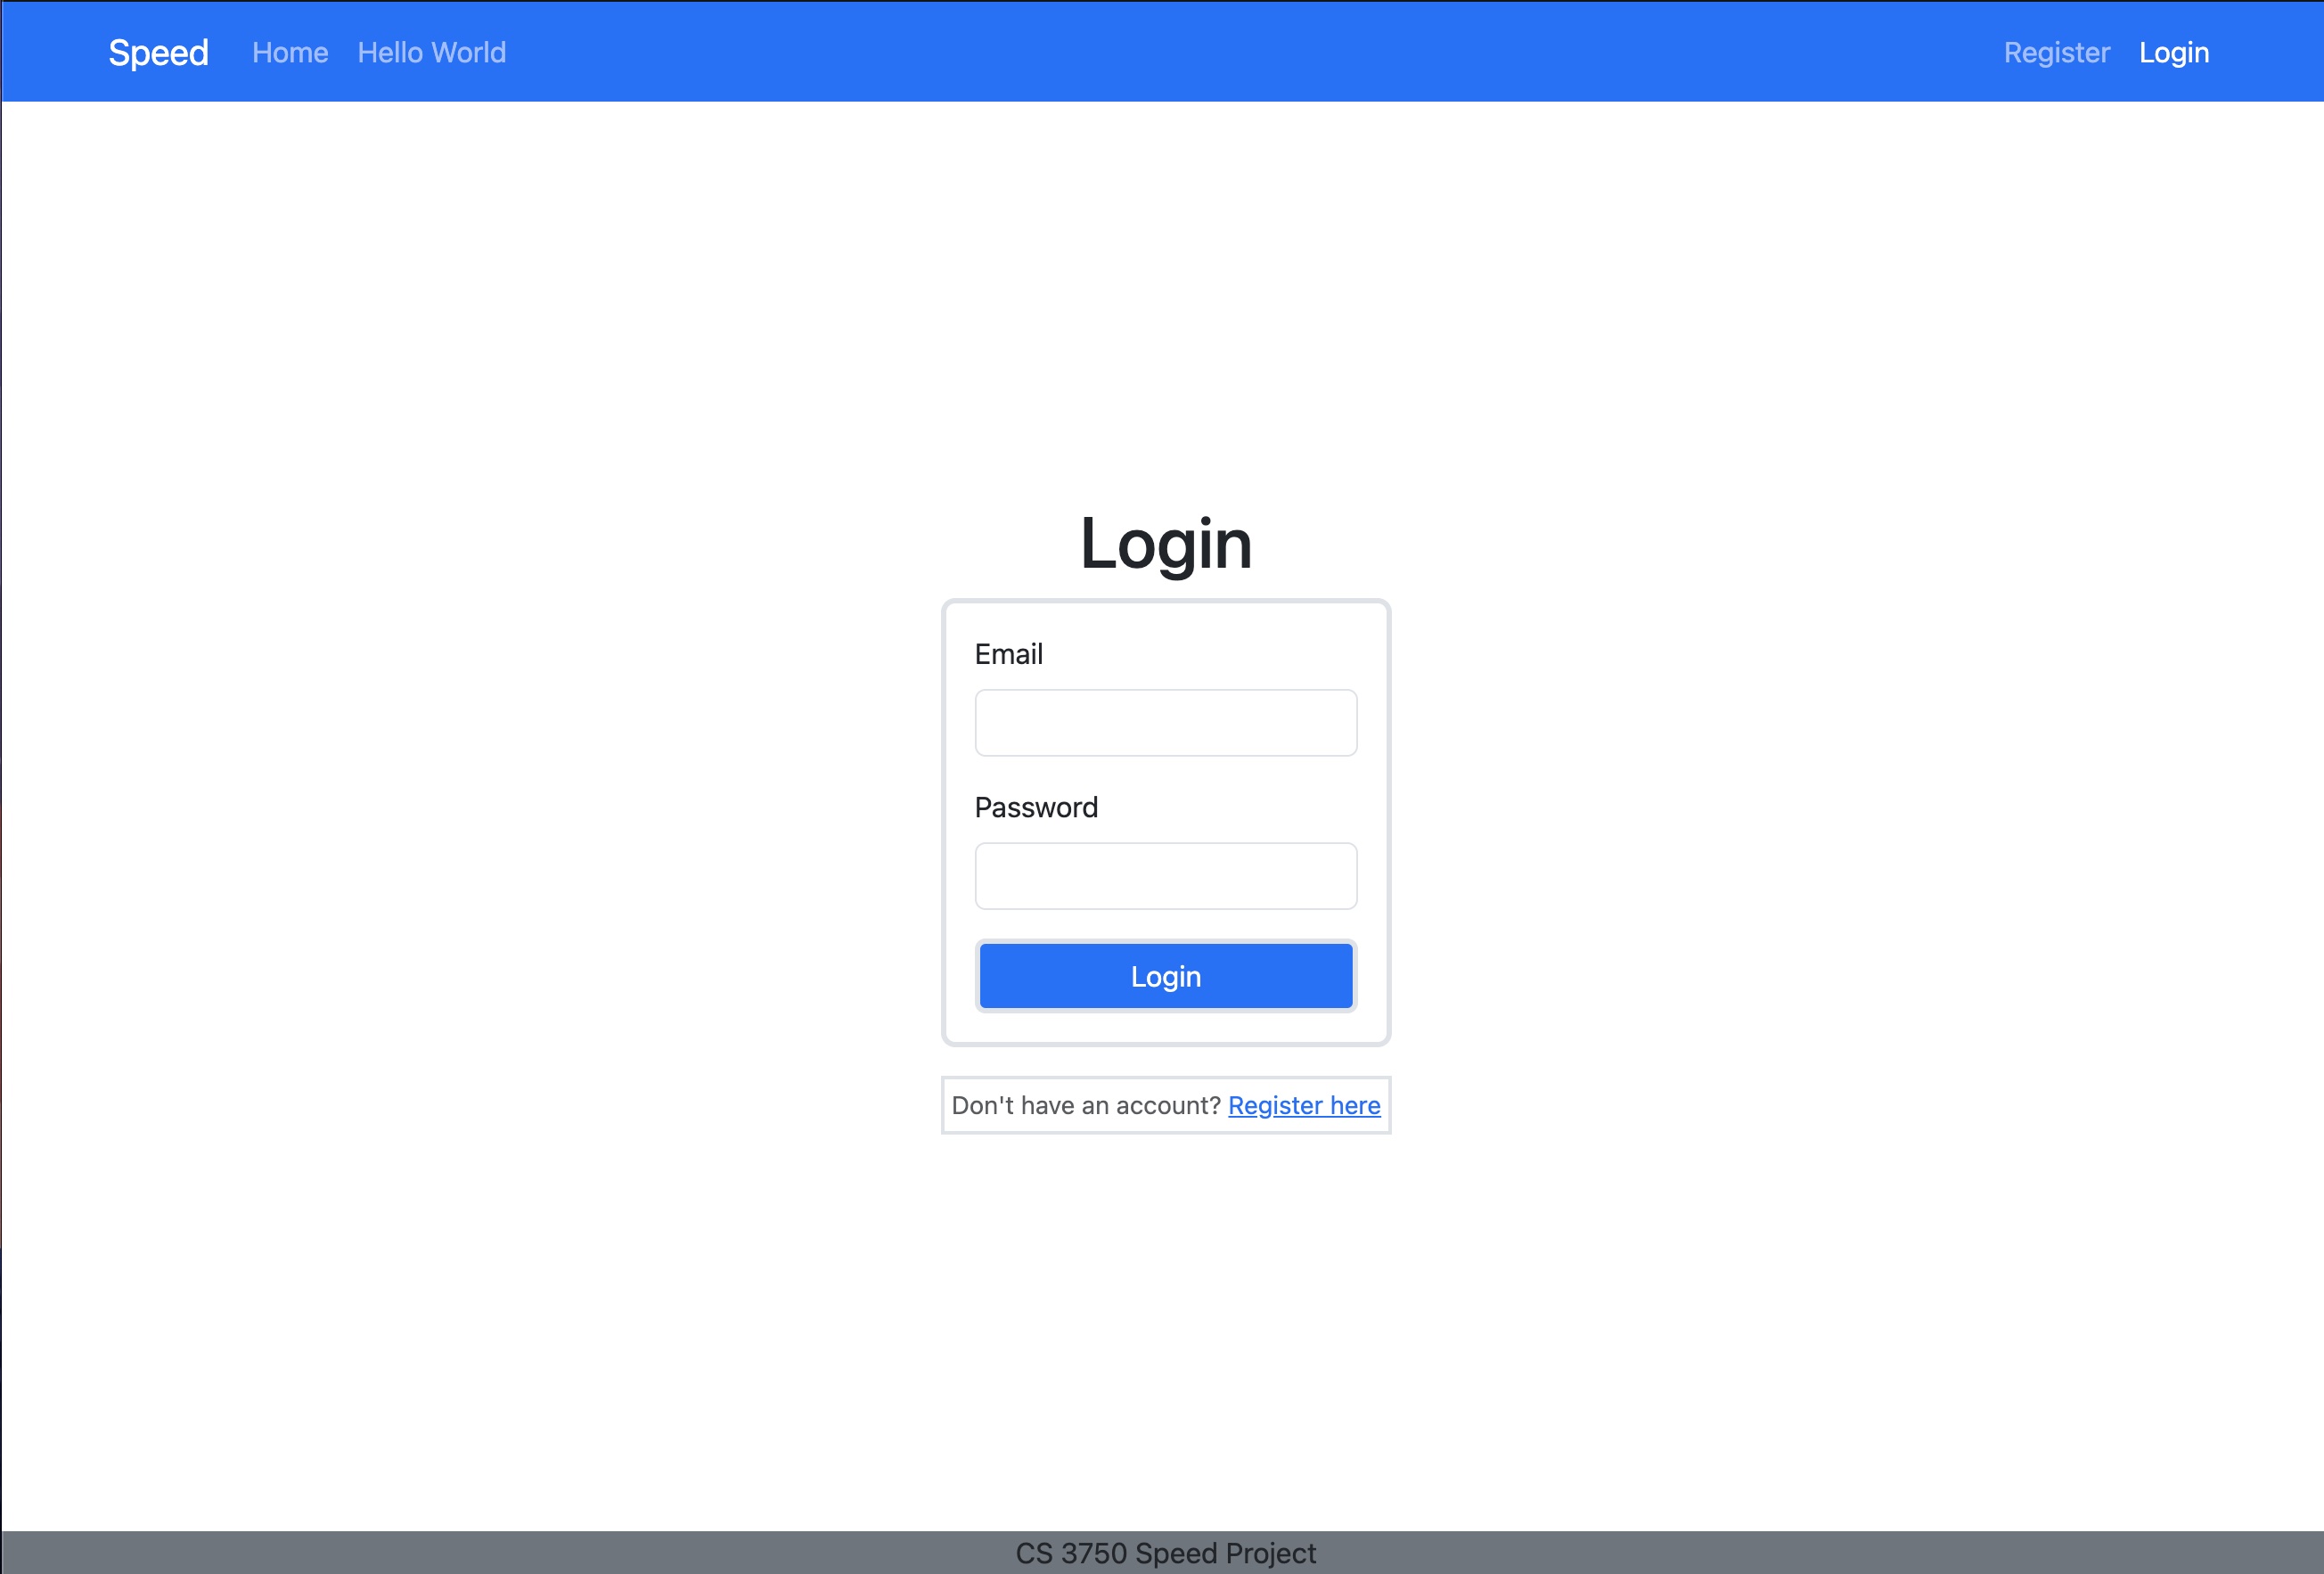 Speed Home Hello World Register Login
Login
Email
Password
Login
Don't have an account? Register here
CS 3750 Speed Project